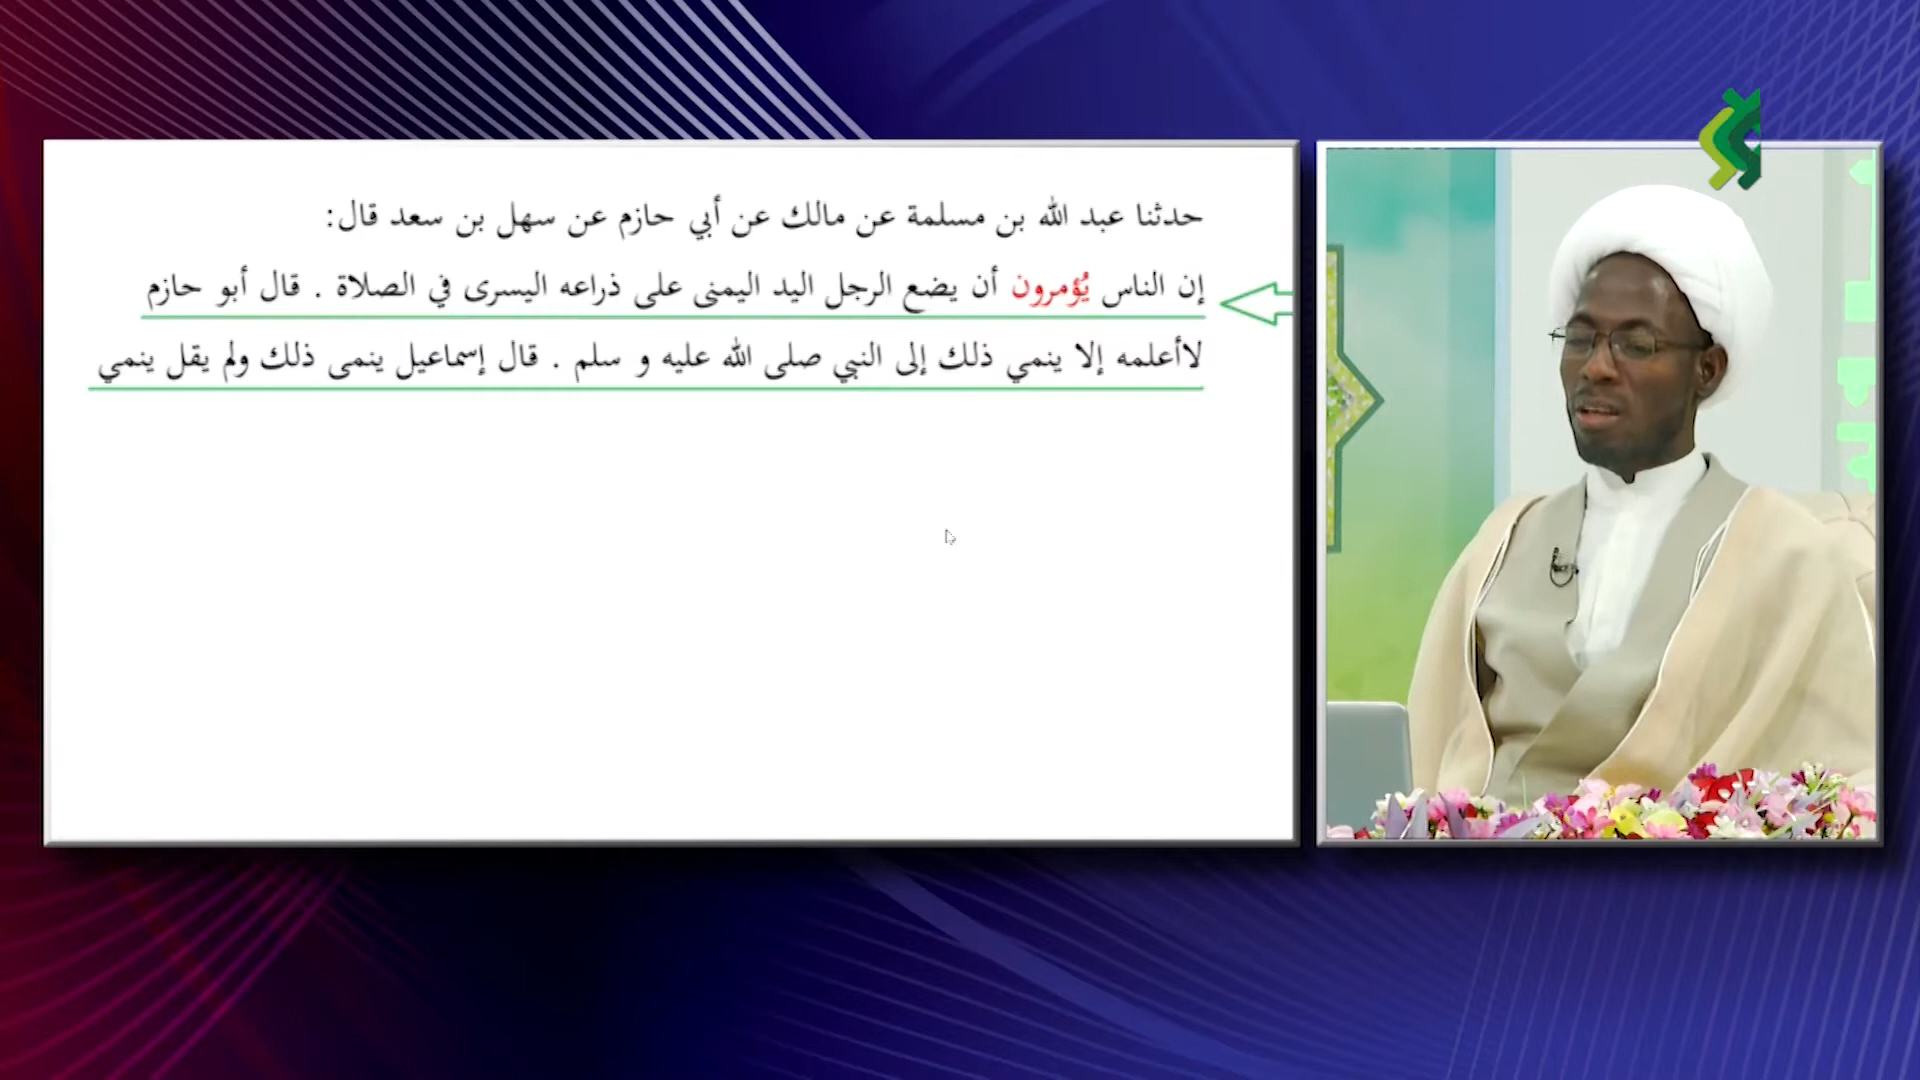 حدثنا عبد الله بن مسلمة عن مالك عن أبي حازم عن سهل بن سعد قال:
إن الناس يُؤمرون أن يضع الرجل اليد اليمنى على ذراعه اليسرى في الصلاة . قال أبو حازم
لاأعلمه إلا ينمي ذلك إلى النبي صلى الله عليه و سلم . قال إسماعيل ينمى ذلك ولم يقل ينمي